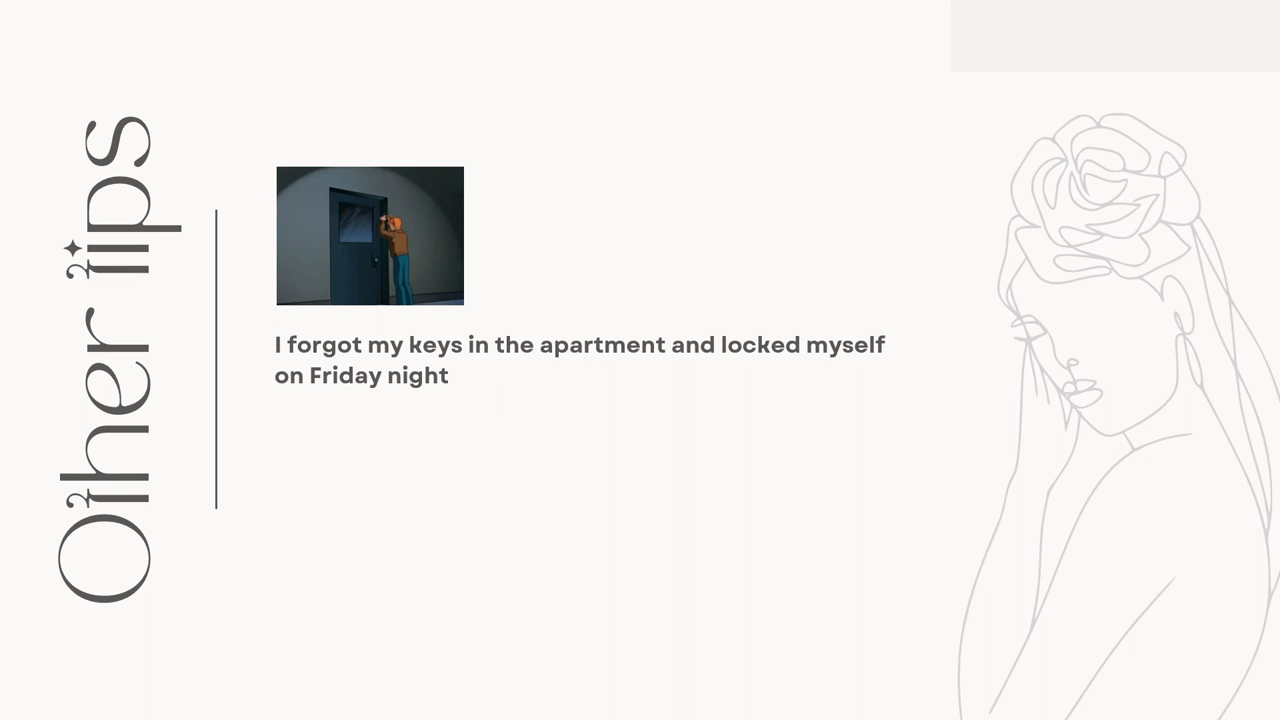 Other tips
I forgot my keys in the apartment and locked myself
on Friday night